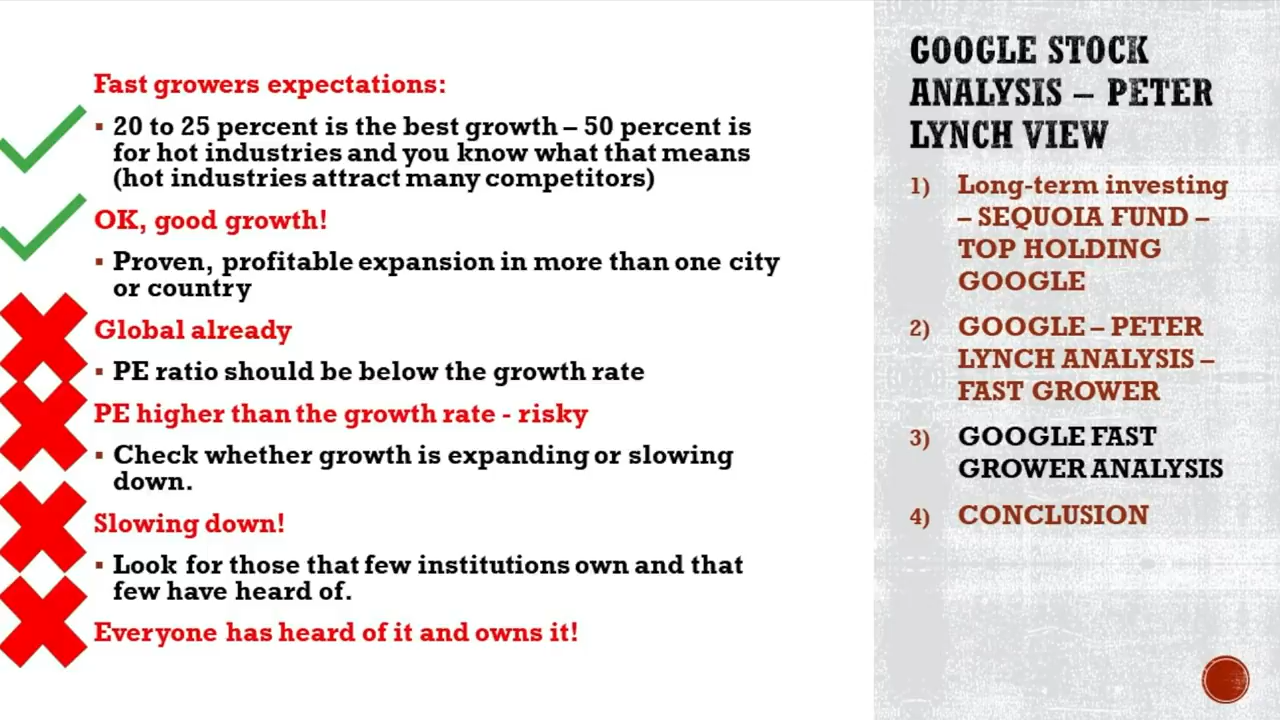 Fast growers expectations:
▪ 20 to 25 percent is the best growth – 50 percent is
for hot industries and you know what that means
(hot industries attract many competitors)
OK, good growth!
▪ Proven, profitable expansion in more than one city
or country
Global already
▪ PE ratio should be below the growth rate
PE higher than the growth rate - risky
▪ Check whether growth is expanding or slowing
down.
Slowing down!
▪ Look for those that few institutions own and that
few have heard of.
Everyone has heard of it and owns it!
GOOGLE STOCK
ANALYSIS – PETER
LYNCH VIEW
1) Long-term investing
– SEQUOIA FUND –
TOP HOLDING
GOOGLE
2) GOOGLE – PETER
LYNCH ANALYSIS –
FAST GROWER
3) GOOGLE FAST
GROWER ANALYSIS
4) CONCLUSION